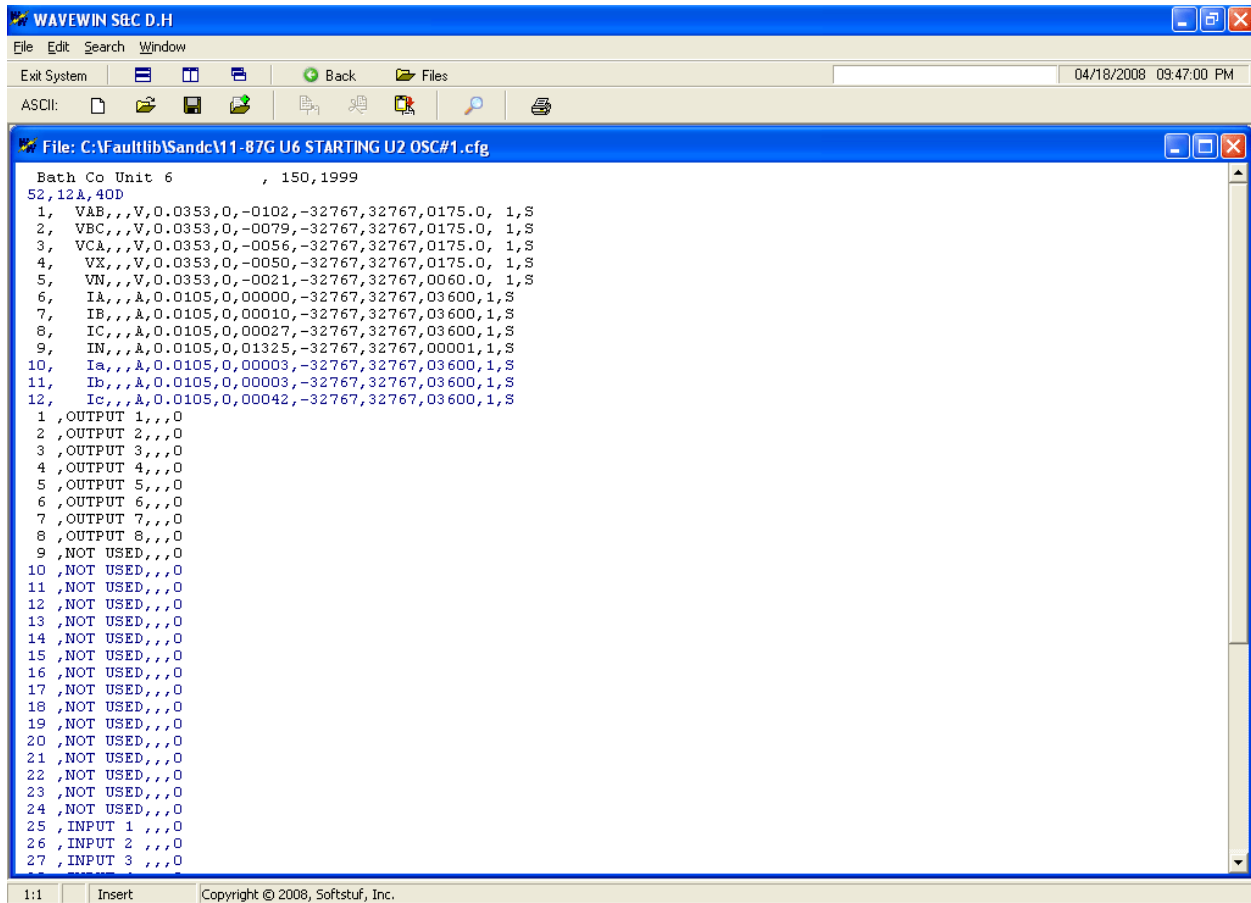 WAVEWIN S&C D.H
File Edit Search Window
Exit System Back Files 04/18/2008 09:47:00 PM
ASCII:
File: C:\Faultlib\Sandc\11-87G U6 STARTING U2 OSC#1.cfg
Bath Co Unit 6 , 150,1999
52,12A,40D
1, VAB,,,V,0.0353,0,-0102,-32767,32767,0175.0, 1,S
2, VBC,,,V,0.0353,0,-0079,-32767,32767,0175.0, 1,S
3, VCA,,,V,0.0353,0,-0056,-32767,32767,0175.0, 1,S
4, VX,,,V,0.0353,0,-0050,-32767,32767,0175.0, 1,S
5, VN,,,V,0.0353,0,-0021,-32767,32767,0060.0, 1,S
6, IA,,,A,0.0105,0,00000,-32767,32767,03600,1,S
7, IB,,,A,0.0105,0,00010,-32767,32767,03600,1,S
8, IC,,,A,0.0105,0,00027,-32767,32767,03600,1,S
9, IN,,,A,0.0105,0,01325,-32767,32767,00001,1,S
10, Ia,,,A,0.0105,0,00003,-32767,32767,03600,1,S
11, Ib,,,A,0.0105,0,00003,-32767,32767,03600,1,S
12, Ic,,,A,0.0105,0,00042,-32767,32767,03600,1,S
1 ,OUTPUT 1,,,0
2 ,OUTPUT 2,,,0
3 ,OUTPUT 3,,,0
4 ,OUTPUT 4,,,0
5 ,OUTPUT 5,,,0
6 ,OUTPUT 6,,,0
7 ,OUTPUT 7,,,0
8 ,OUTPUT 8,,,0
9 ,NOT USED,,,0
10 ,NOT USED,,,0
11 ,NOT USED,,,0
12 ,NOT USED,,,0
13 ,NOT USED,,,0
14 ,NOT USED,,,0
15 ,NOT USED,,,0
16 ,NOT USED,,,0
17 ,NOT USED,,,0
18 ,NOT USED,,,0
19 ,NOT USED,,,0
20 ,NOT USED,,,0
21 ,NOT USED,,,0
22 ,NOT USED,,,0
23 ,NOT USED,,,0
24 ,NOT USED,,,0
25 ,INPUT 1 ,,,0
26 ,INPUT 2 ,,,0
27 ,INPUT 3 ,,,0
1:1 Insert Copyright © 2008, Softstuf, Inc.